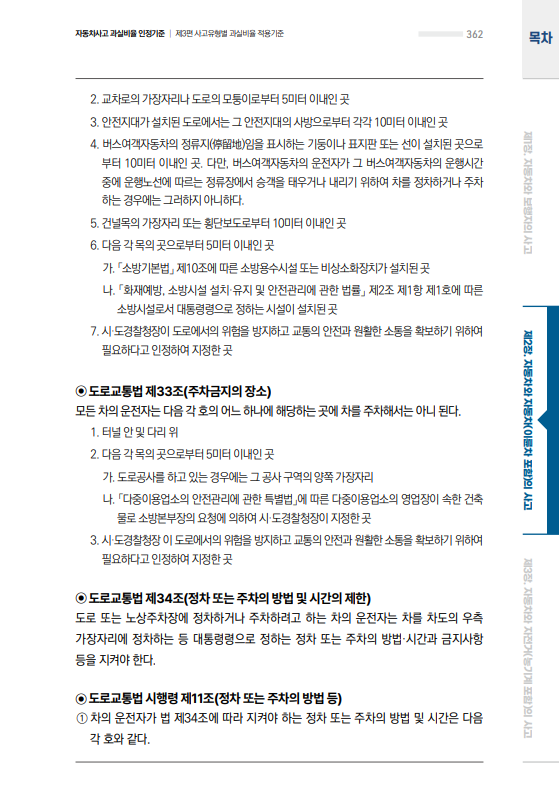 자동차사고 과실비율 인정기준 | 제3편 사고유형별 과실비율 적용기준
362
목차
2. 교차로의 가장자리나 도로의 모퉁이로부터 5미터 이내인 곳
3. 안전지대가 설치된 도로에서는 그 안전지대의 사방으로부터 각각 10미터 이내인 곳
4. 버스여객자동차의 정류지(停留地)임을 표시하는 기둥이나 표지판 또는 선이 설치된 곳으로
부터 10미터 이내인 곳. 다만, 버스여객자동차의 운전자가 그 버스여객자동차의 운행시간
중에 운행노선에 따르는 정류장에서 승객을 태우거나 내리기 위하여 차를 정차하거나 주차
하는 경우에는 그러하지 아니하다.
5. 건널목의 가장자리 또는 횡단보도로부터 10미터 이내인 곳
6. 다음 각 목의 곳으로부터 5미터 이내인 곳
가. 「소방기본법」 제10조에 따른 소방용수시설 또는 비상소화장치가 설치된 곳
나. 「화재예방, 소방시설 설치·유지 및 안전관리에 관한 법률」 제2조 제1항 제1호에 따른
소방시설로서 대통령령으로 정하는 시설이 설치된 곳
7. 시·도경찰청장이 도로에서의 위험을 방지하고 교통의 안전과 원활한 소통을 확보하기 위하여
필요하다고 인정하여 지정한 곳
◉ 도로교통법 제33조(주차금지의 장소)
모든 차의 운전자는 다음 각 호의 어느 하나에 해당하는 곳에 차를 주차해서는 아니 된다.
1. 터널 안 및 다리 위
2. 다음 각 목의 곳으로부터 5미터 이내인 곳
가. 도로공사를 하고 있는 경우에는 그 공사 구역의 양쪽 가장자리
나. 「다중이용업소의 안전관리에 관한 특별법」에 따른 다중이용업소의 영업장이 속한 건축
물로 소방본부장의 요청에 의하여 시·도경찰청장이 지정한 곳
3. 시·도경찰청장 이 도로에서의 위험을 방지하고 교통의 안전과 원활한 소통을 확보하기 위하여
필요하다고 인정하여 지정한 곳
◉ 도로교통법 제34조(정차 또는 주차의 방법 및 시간의 제한)
도로 또는 노상주차장에 정차하거나 주차하려고 하는 차의 운전자는 차를 차도의 우측
가장자리에 정차하는 등 대통령령으로 정하는 정차 또는 주차의 방법·시간과 금지사항
등을 지켜야 한다.
◉ 도로교통법 시행령 제11조(정차 또는 주차의 방법 등)
① 차의 운전자가 법 제34조에 따라 지켜야 하는 정차 또는 주차의 방법 및 시간은 다음
각 호와 같다.
제1장. 자동차와 보행자의 사고
제2장. 자동차와 자동차(이륜차 포함)의 사고
제3장. 자동차와 자전거(농기계 포함)의 사고